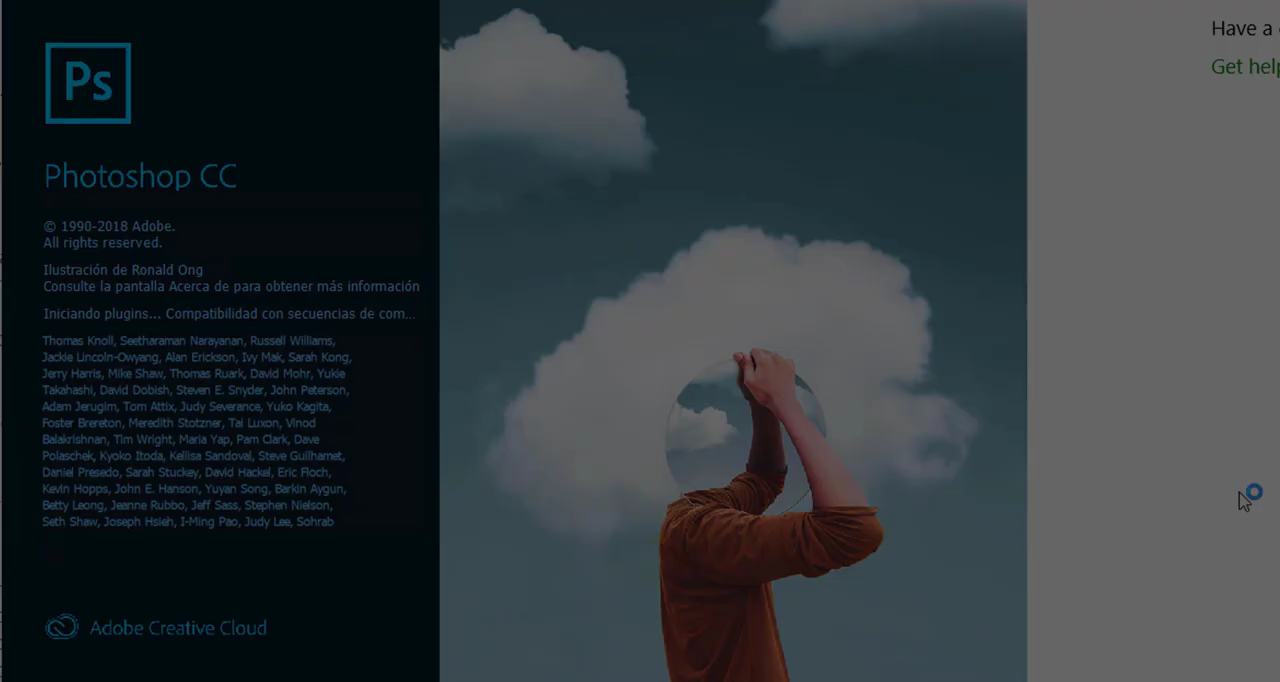 Ps
Photoshop CC
© 1990-2018 Adobe.
All rights reserved.
Ilustración de Ronald Ong
Consulte la pantalla Acerca de para obtener más información
Iniciando plugins... Compatibilidad con secuencias de com...
Thomas Knoll, Seetharaman Narayanan, Russell Williams,
Jackie Lincoln-Owyang, Alan Erickson, Ivy Mak, Sarah Kong,
Jerry Harris, Mike Shaw, Thomas Ruark, David Mohr, Yukie
Takahashi, David Dobish, Steven E. Snyder, John Peterson,
Adam Jerugim, Tom Attix, Judy Severance, Yuko Kagita,
Foster Brereton, Meredith Stotzner, Tai Luxon, Vinod
Balakrishnan, Tim Wright, Maria Yap, Pam Clark, Dave
Polaschek, Kyoko Itoda, Kellisa Sandoval, Steve Guilhamet,
Daniel Presedo, Sarah Stuckey, David Hackel, Eric Floch,
Kevin Hopps, John E. Hanson, Yuyan Song, Barkin Aygun,
Betty Leong, Jeanne Rubbo, Jeff Sass, Stephen Nielson,
Seth Shaw, Joseph Hsieh, I-Ming Pao, Judy Lee, Sohrab
Adobe Creative Cloud
Have a
Get help